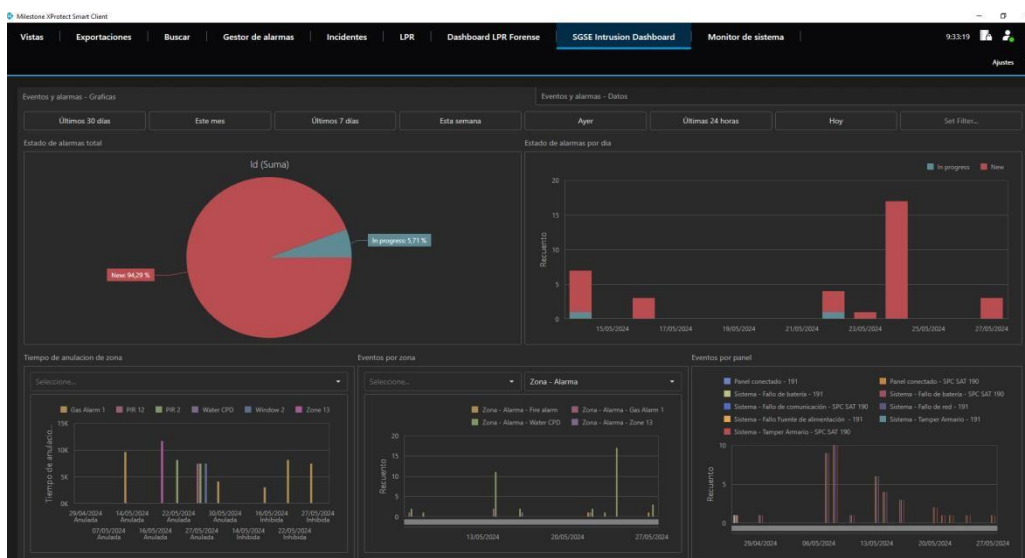 Milestone XProtect Smart Client
Vistas Exportaciones Buscar Gestor de alarmas Incidentes LPR Dashboard LPR Forense SGSE Intrusion Dashboard Monitor de sistema 9:33:19
Ajustes
Eventos y alarmas - Graficas Eventos y alarmas - Datos
Últimos 30 días Este mes Últimos 7 días Esta semana Ayer Últimas 24 horas Hoy Set Filter...
Estado de alarmas total
Id (Suma)
In progress: 5,71 %
New: 94,29 %
Estado de alarmas por dia
In progress New
Recuento
20
15
10
5
0
15/05/2024 17/05/2024 19/05/2024 21/05/2024 23/05/2024 25/05/2024 27/05/2024
Tiempo de anulacion de zona
Seleccione...
Gas Alarm 1 PIR 12 PIR 2 Water CPD Window 2 Zone 13
Tiempo de anulacio...
15K
10K
5K
0K
29/04/2024 14/05/2024 22/05/2024 30/05/2024 16/05/2024 27/05/2024
Anulada Anulada Anulada Anulada Inhibida Inhibida
07/05/2024 16/05/2024 27/05/2024 14/05/2024 22/05/2024
Anulada Anulada Anulada Inhibida Inhibida
Eventos por zona
Seleccione... Zona - Alarma
Zona - Alarma - Fire alarm Zona - Alarma - Gas Alarm 1
Zona - Alarma - Water CPD Zona - Alarma - Zone 13
Recuento
20
15
10
5
0
13/05/2024 20/05/2024 27/05/2024
Eventos por panel
Panel conectado - 191 Panel conectado - SPC SAT 190
Sistema - Fallo de batería - 191 Sistema - Fallo de batería - SPC SAT 190
Sistema - Fallo de comunicación - SPC SAT 190 Sistema - Fallo de red - 191
Sistema - Fallo Fuente de alimentación - 191 Sistema - Tamper Armario - 191
Sistema - Tamper Armario - SPC SAT 190
Recuento
10
5
0
29/04/2024 06/05/2024 13/05/2024 20/05/2024 27/05/2024